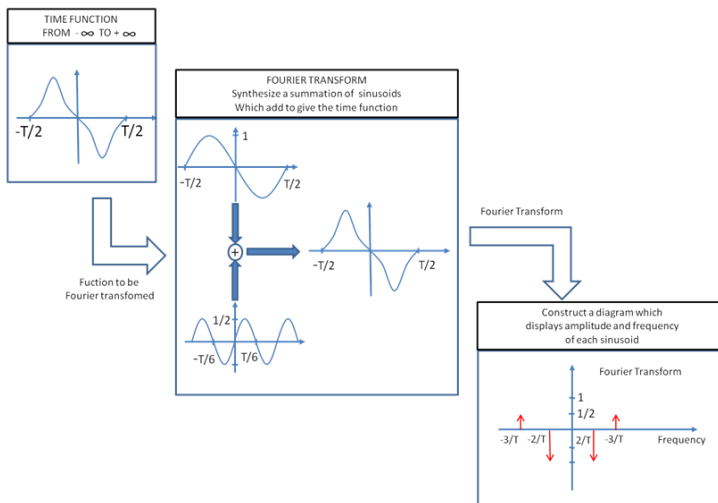 TIME FUNCTION
FROM - ∞ TO + ∞
-T/2
T/2
Fuction to be
Fourier transfomed
FOURIER TRANSFORM
Synthesize a summation of sinusoids
Which add to give the time function
1
-T/2
T/2
+
-T/2
T/2
1/2
-T/6
T/6
Fourier Transform
Construct a diagram which
displays amplitude and frequency
of each sinusoid
Fourier Transform
1
1/2
-3/T
-2/T
2/T
-3/T
Frequency